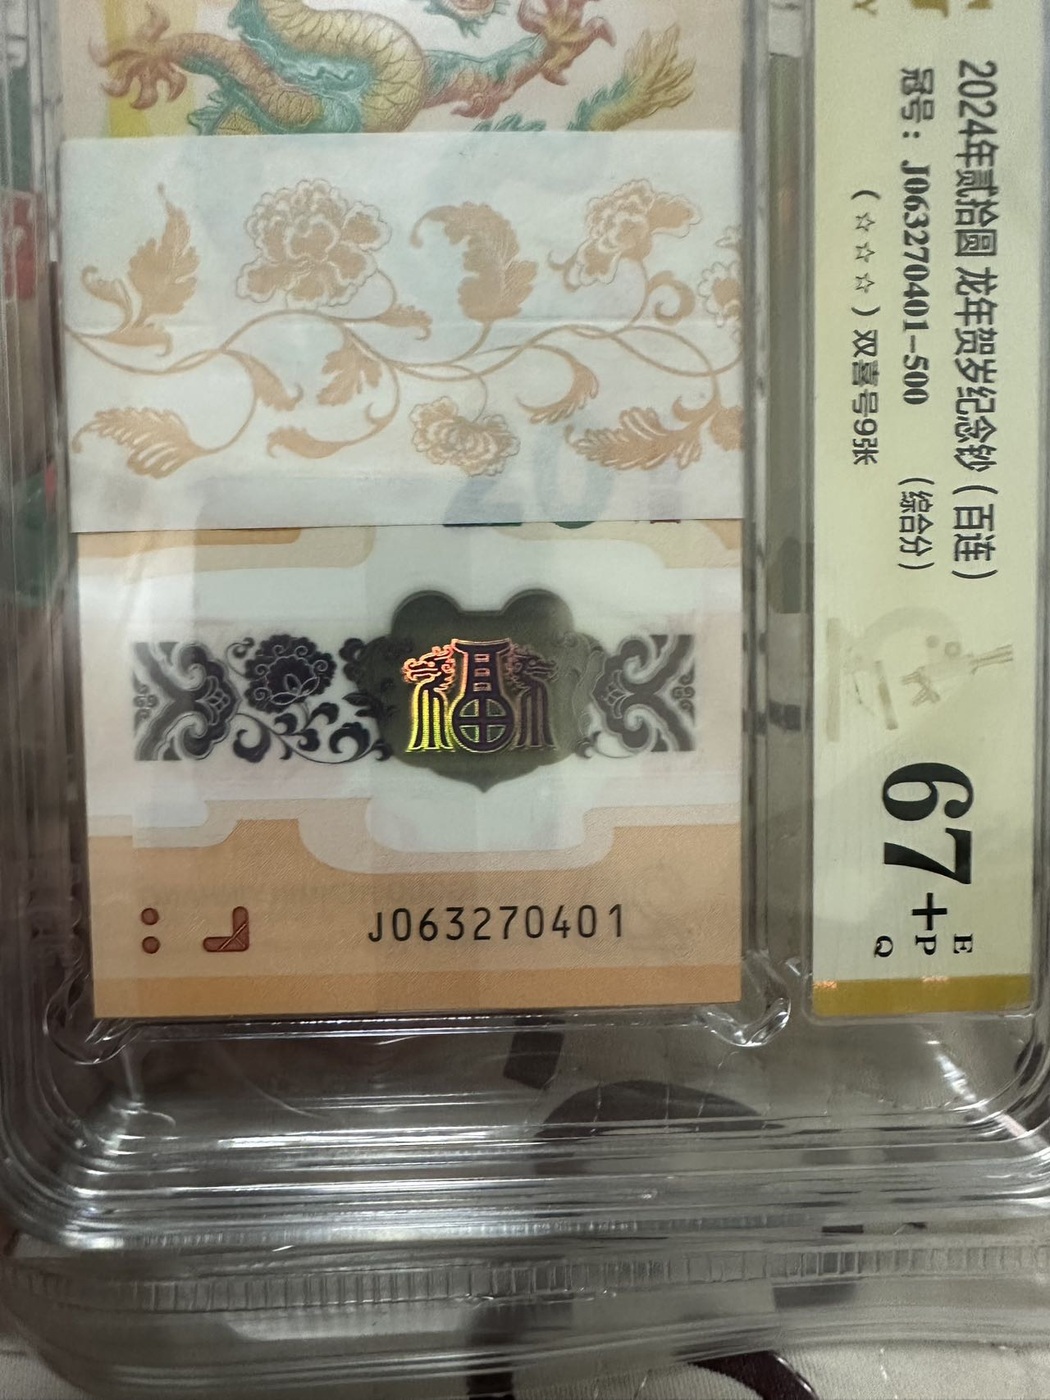 2024年贰拾圆 龙年贺岁纪念钞（百连）
冠号：J063270401-500 （综合分）
（☆☆☆）双喜号9张
67+
E
P
Q
J063270401